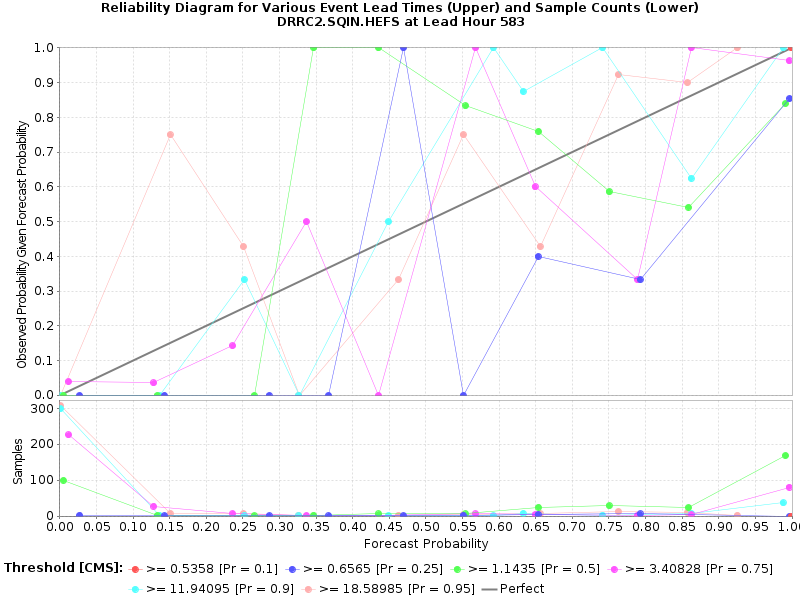 Reliability Diagram for Various Event Lead Times (Upper) and Sample Counts (Lower)
DRRC2.SQIN.HEFS at Lead Hour 583
Observed Probability Given Forecast Probability
1.0
0.9
0.8
0.7
0.6
0.5
0.4
0.3
0.2
0.1
0.0
Samples
300
200
100
0
0.00 0.05 0.10 0.15 0.20 0.25 0.30 0.35 0.40 0.45 0.50 0.55 0.60 0.65 0.70 0.75 0.80 0.85 0.90 0.95 1.0
Forecast Probability
Threshold [CMS]: >= 0.5358 [Pr = 0.1] >= 0.6565 [Pr = 0.25] >= 1.1435 [Pr = 0.5] >= 3.40828 [Pr = 0.75]
>= 11.94095 [Pr = 0.9] >= 18.58985 [Pr = 0.95] Perfect